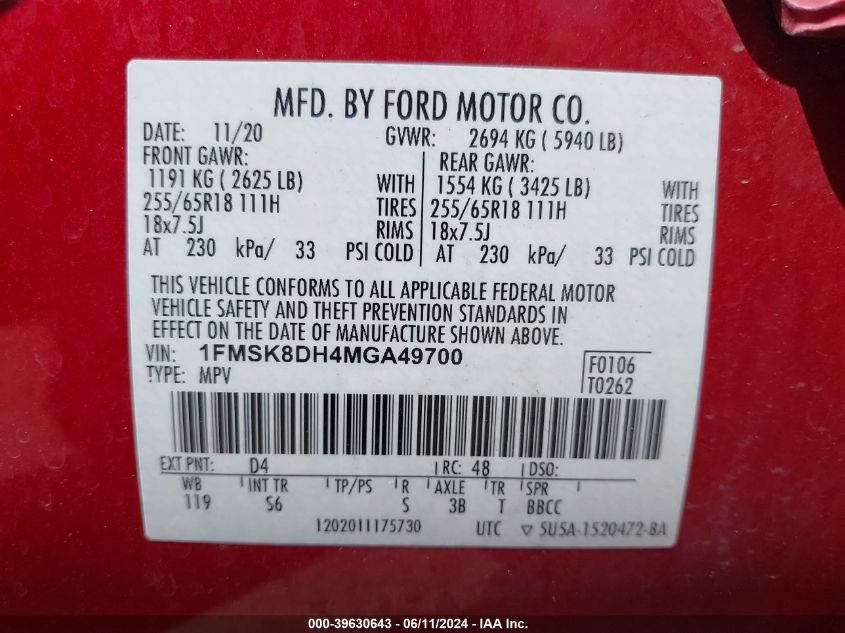 MFD. BY FORD MOTOR CO.
DATE: 11/20 GVWR: 2694 KG ( 5940 LB)
FRONT GAWR: REAR GAWR:
1191 KG ( 2625 LB) WITH 1554 KG ( 3425 LB) WITH
255/65R18 111H TIRES 255/65R18 111H TIRES
18x7.5J RIMS 18x7.5J RIMS
AT 230 kPa/ 33 PSI COLD AT 230 kPa/ 33 PSI COLD
THIS VEHICLE CONFORMS TO ALL APPLICABLE FEDERAL MOTOR
VEHICLE SAFETY AND THEFT PREVENTION STANDARDS IN
EFFECT ON THE DATE OF MANUFACTURE SHOWN ABOVE.
VIN: 1FMSK8DH4MGA49700 F0106
TYPE: MPV T0262
EXT PNT: D4 RC: 48 DSO:
WB INT TR TP/PS R AXLE TR SPR
119 S6 S 3B T BBCC
1202011175730 UTC ▽ 5U5A-1520472-BA
000-39630643 / 06/11/2024 - IAA Inc.